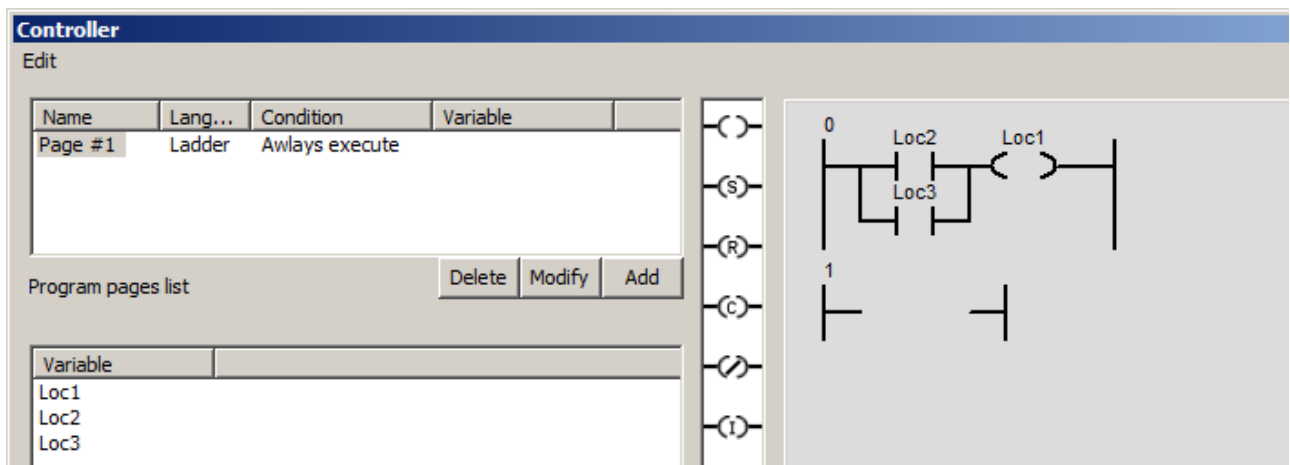 Controller
Edit
Name Lang... Condition Variable
Page #1 Ladder Awlays execute
Program pages list
Delete Modify Add
Variable
Loc1
Loc2
Loc3
(S)
(R)
(C)
(I)
0
Loc2 Loc1
Loc3
1